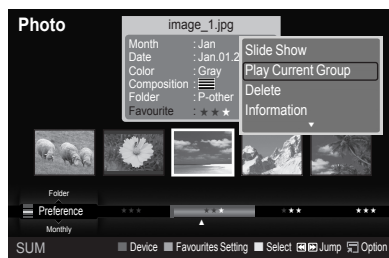 Photo
image_1.jpg
Month : Jan
Date : Jan.01.2
Color : Gray
Composition :
Folder : P-other
Favourite : ★ ★ ★
Slide Show
Play Current Group
Delete
Information
Folder
Preference
★★★ ★★★ ★★ ★★★
Monthly
SUM
Device Favourites Setting Select Jump Option